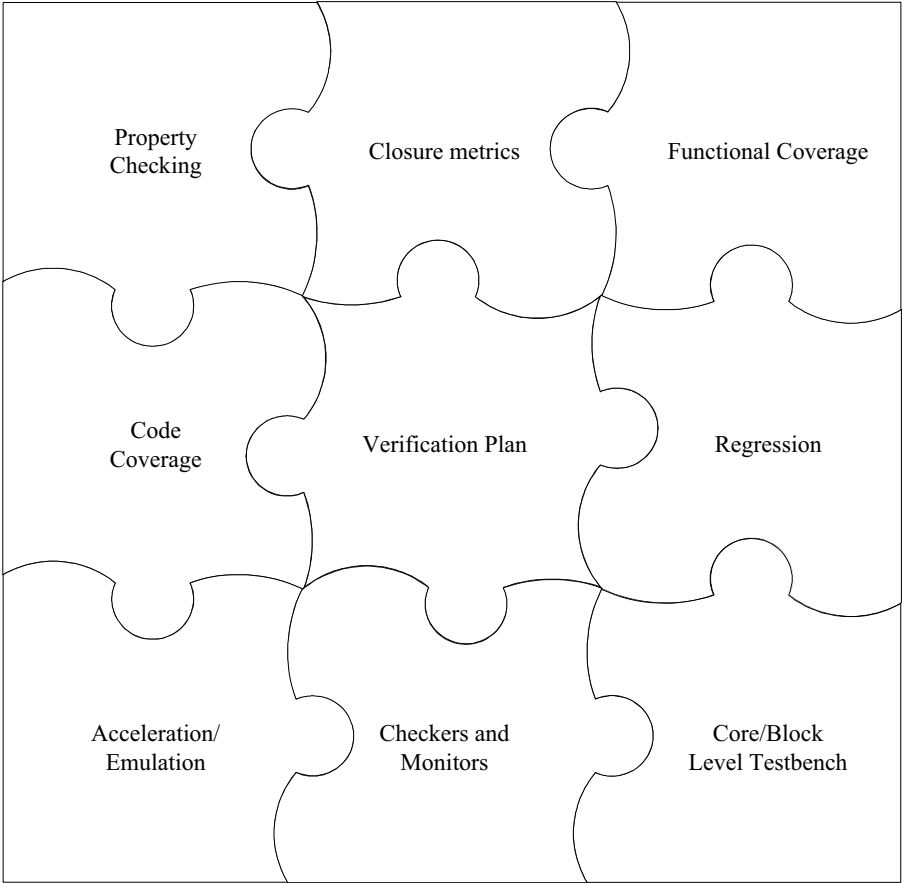 Property
Checking
Closure metrics
Functional Coverage
Code
Coverage
Verification Plan
Regression
Acceleration/
Emulation
Checkers and
Monitors
Core/Block
Level Testbench